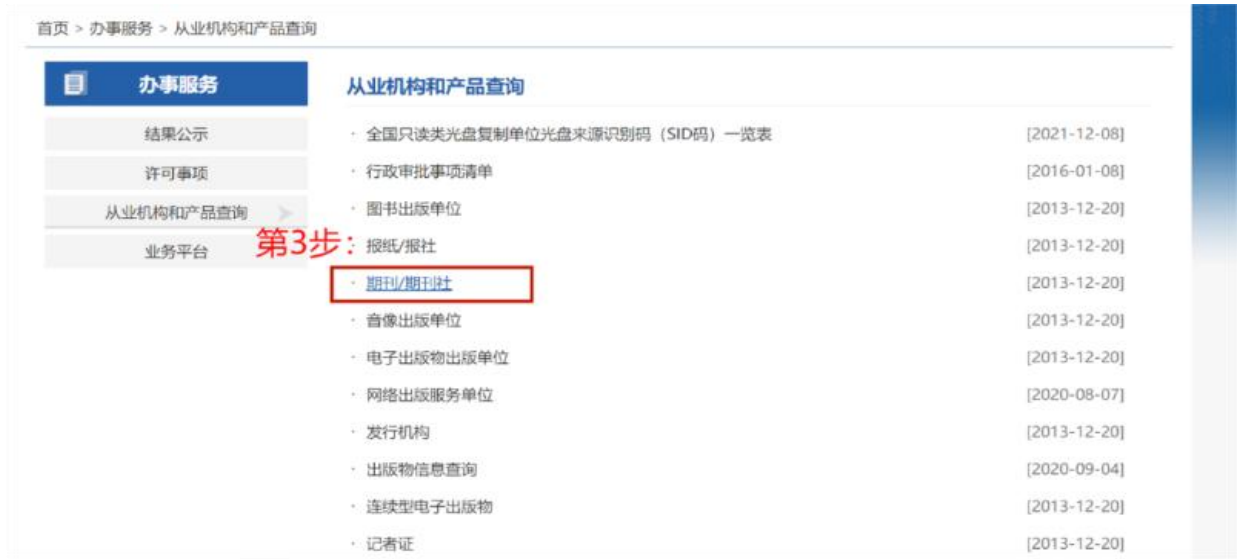 首页 > 办事服务 > 从业机构和产品查询
办事服务
结果公示
许可事项
从业机构和产品查询
业务平台
从业机构和产品查询
· 全国只读类光盘复制单位光盘来源识别码（SID码）一览表 [2021-12-08]
· 行政审批事项清单 [2016-01-08]
· 图书出版单位 [2013-12-20]
第3步：
· 报纸/报社 [2013-12-20]
· 期刊/期刊社 [2013-12-20]
· 音像出版单位 [2013-12-20]
· 电子出版物出版单位 [2013-12-20]
· 网络出版服务单位 [2020-08-07]
· 发行机构 [2013-12-20]
· 出版物信息查询 [2020-09-04]
· 连续型电子出版物 [2013-12-20]
· 记者证 [2013-12-20]